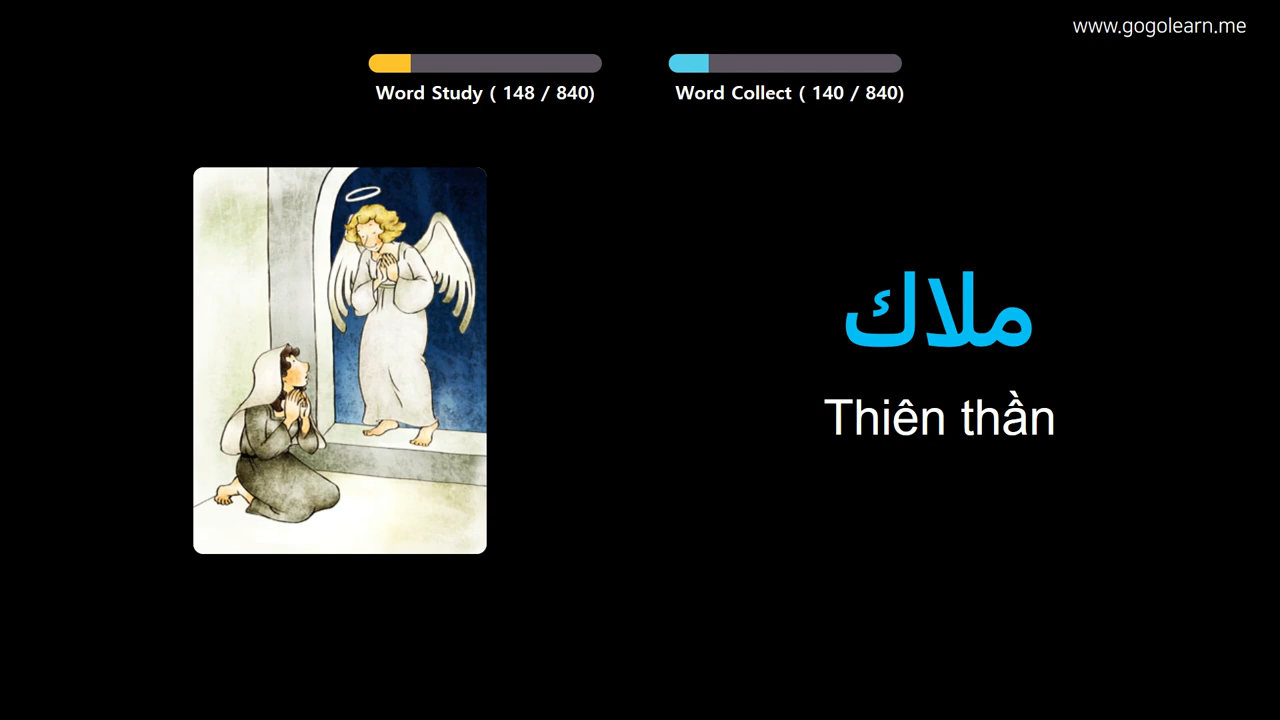 www.gogolearn.me
Word Study ( 148 / 840)
Word Collect ( 140 / 840)
ملاك
Thiên thần